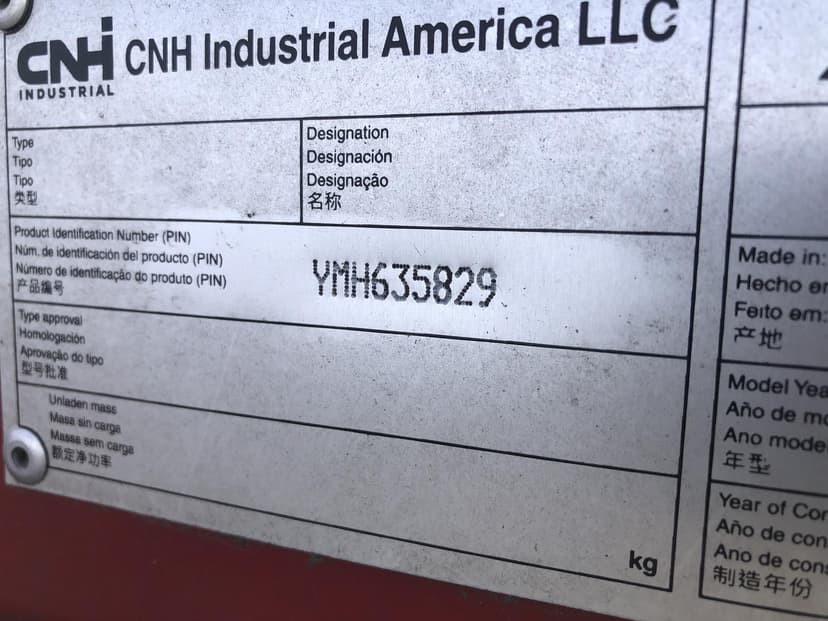 CNH INDUSTRIAL
CNH Industrial America LLC
Type
Tipo
Tipo
类型
Designation
Designación
Designação
名称
Product Identification Number (PIN)
Núm. de identificación del producto (PIN)
Número de identificação do produto (PIN)
产品编号
YMH635829
Type approval
Homologación
Aprovação do tipo
型号批准
Unladen mass
Masa sin carga
Massa sem carga
额定净功率
kg
Made in:
Hecho en
Feito em:
产地
Model Yea
Año de mo
Ano mode
年型
Year of Con
Año de con
Ano de cons
制造年份